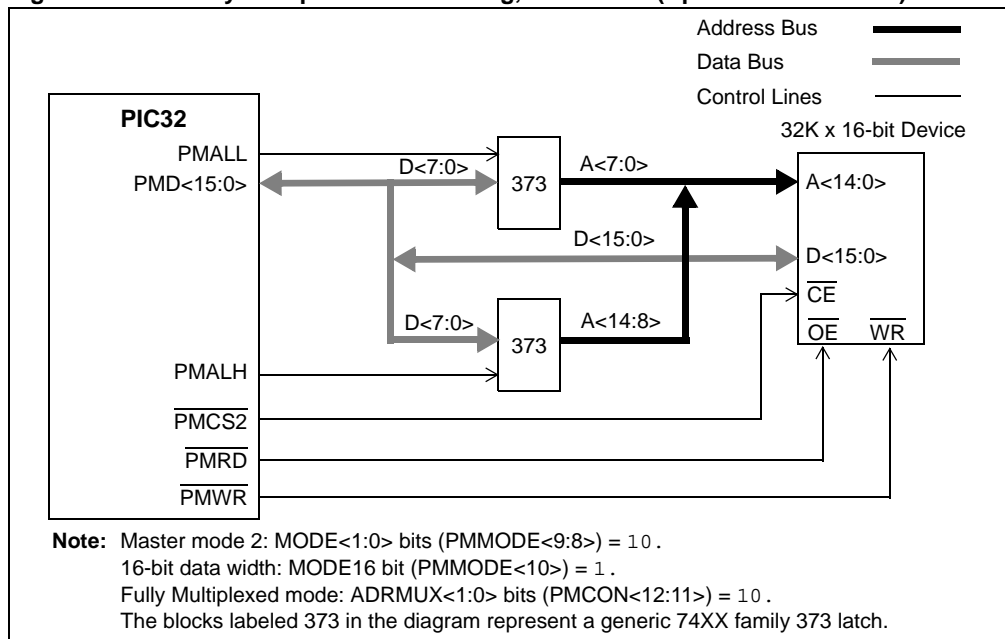 Address Bus
Data Bus
Control Lines
32K x 16-bit Device
PIC32
PMALL
PMD<15:0>
D<7:0>
373
A<7:0>
A<14:0>
D<15:0>
D<15:0>
CE
OE WR
D<7:0>
373
A<14:8>
PMALH
PMCS2
PMRD
PMWR
Note: Master mode 2: MODE<1:0> bits (PMMODE<9:8>) = 10.
16-bit data width: MODE16 bit (PMMODE<10>) = 1.
Fully Multiplexed mode: ADRMUX<1:0> bits (PMCON<12:11>) = 10.
The blocks labeled 373 in the diagram represent a generic 74XX family 373 latch.